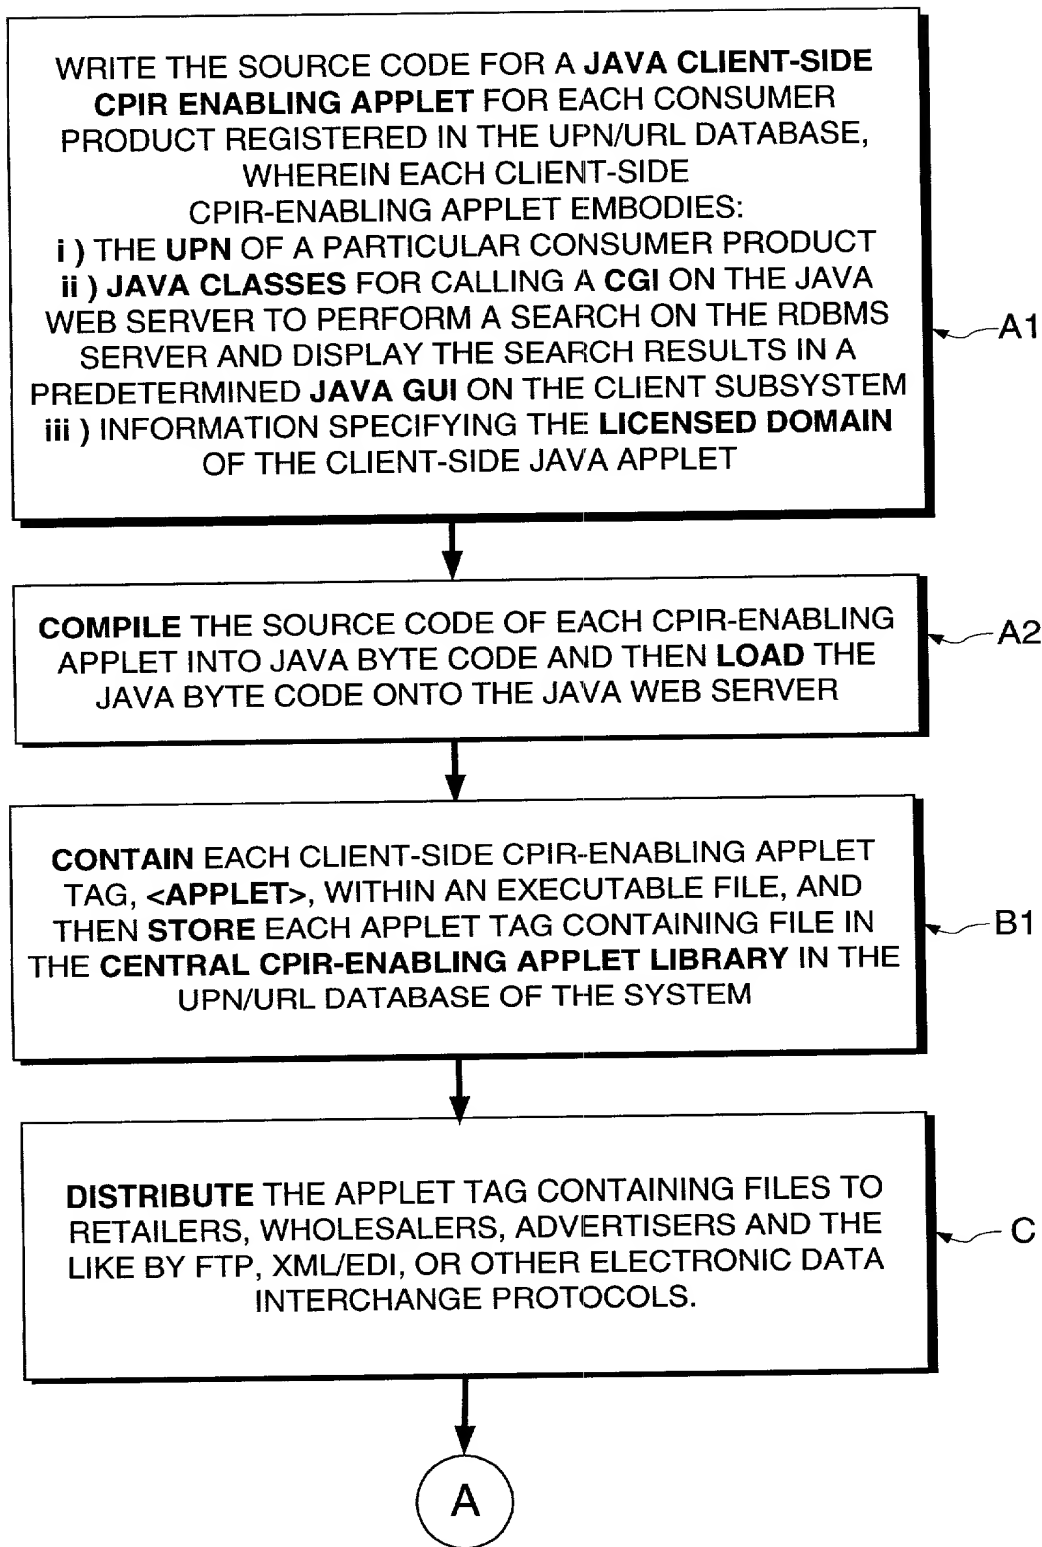 WRITE THE SOURCE CODE FOR A JAVA CLIENT-SIDE
CPIR ENABLING APPLET FOR EACH CONSUMER
PRODUCT REGISTERED IN THE UPN/URL DATABASE,
WHEREIN EACH CLIENT-SIDE
CPIR-ENABLING APPLET EMBODIES:
i ) THE UPN OF A PARTICULAR CONSUMER PRODUCT
ii ) JAVA CLASSES FOR CALLING A CGI ON THE JAVA
WEB SERVER TO PERFORM A SEARCH ON THE RDBMS
SERVER AND DISPLAY THE SEARCH RESULTS IN A
PREDETERMINED JAVA GUI ON THE CLIENT SUBSYSTEM
iii ) INFORMATION SPECIFYING THE LICENSED DOMAIN
OF THE CLIENT-SIDE JAVA APPLET
A1
COMPILE THE SOURCE CODE OF EACH CPIR-ENABLING
APPLET INTO JAVA BYTE CODE AND THEN LOAD THE
JAVA BYTE CODE ONTO THE JAVA WEB SERVER
A2
CONTAIN EACH CLIENT-SIDE CPIR-ENABLING APPLET
TAG, <APPLET>, WITHIN AN EXECUTABLE FILE, AND
THEN STORE EACH APPLET TAG CONTAINING FILE IN
THE CENTRAL CPIR-ENABLING APPLET LIBRARY IN THE
UPN/URL DATABASE OF THE SYSTEM
B1
DISTRIBUTE THE APPLET TAG CONTAINING FILES TO
RETAILERS, WHOLESALERS, ADVERTISERS AND THE
LIKE BY FTP, XML/EDI, OR OTHER ELECTRONIC DATA
INTERCHANGE PROTOCOLS.
C
A